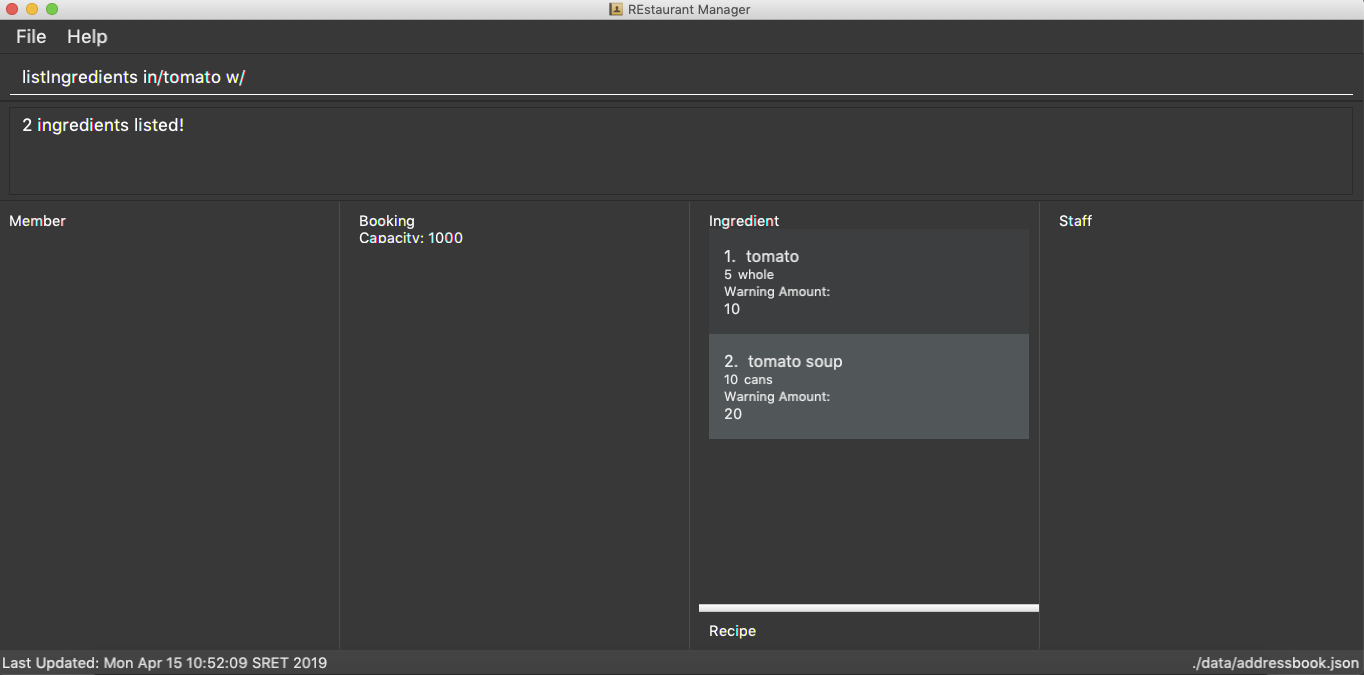 REstaurant Manager
File Help
listIngredients in/tomato w/
2 ingredients listed!
Member
Booking
Capacity: 1000
Ingredient
1. tomato
5 whole
Warning Amount:
10
2. tomato soup
10 cans
Warning Amount:
20
Recipe
Staff
Last Updated: Mon Apr 15 10:52:09 SRET 2019
./data/addressbook.json